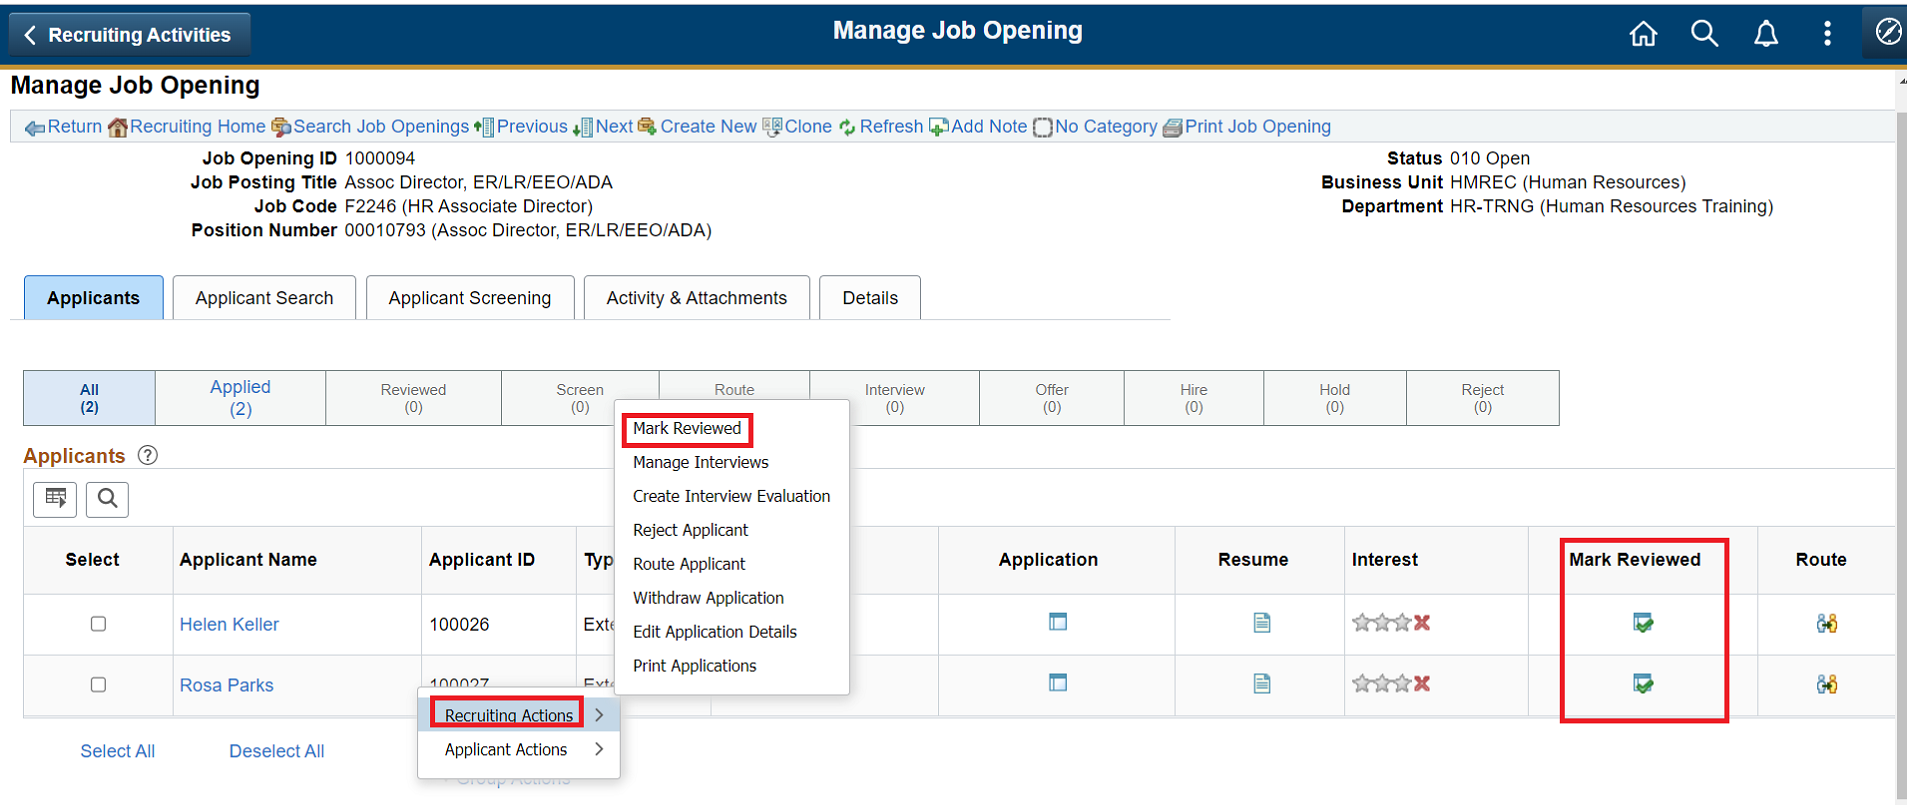 Recruiting Activities
Manage Job Opening
Manage Job Opening
Return Recruiting Home Search Job Openings Previous Next Create New Clone Refresh Add Note No Category Print Job Opening
Job Opening ID 1000094
Status 010 Open
Job Posting Title Assoc Director, ER/LR/EEO/ADA
Business Unit HMREC (Human Resources)
Job Code F2246 (HR Associate Director)
Department HR-TRNG (Human Resources Training)
Position Number 00010793 (Assoc Director, ER/LR/EEO/ADA)
Applicants Applicant Search Applicant Screening Activity & Attachments Details
All Applied Reviewed Screen Route Interview Offer Hire Hold Reject
(2) (2) (0) (0) (0) (0) (0) (0) (0)
Mark Reviewed
Manage Interviews
Create Interview Evaluation
Reject Applicant
Route Applicant
Withdraw Application
Edit Application Details
Print Applications
Applicants ?
Select Applicant Name Applicant ID Typ Application Resume Interest Mark Reviewed Route
Helen Keller 100026 Exte
Rosa Parks 100027 Exte
Recruiting Actions
Applicant Actions
Select All Deselect All
Group Actions